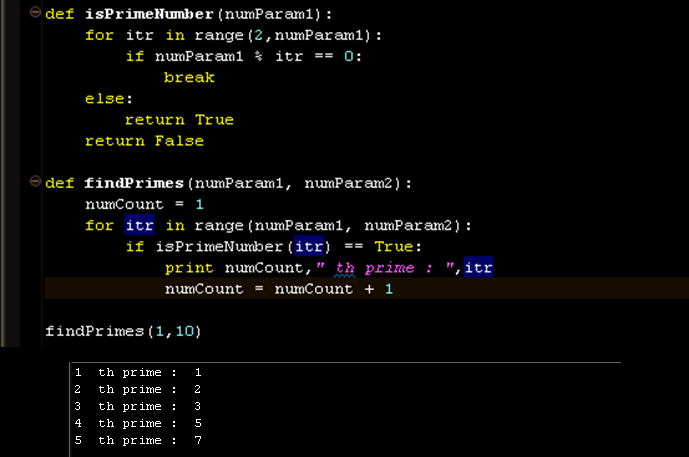 def isPrimeNumber(numParam1):
    for itr in range(2,numParam1):
        if numParam1 % itr == 0:
            break
    else:
        return True
    return False
def findPrimes(numParam1, numParam2):
    numCount = 1
    for itr in range(numParam1, numParam2):
        if isPrimeNumber(itr) == True:
            print numCount," th prime : ",itr
            numCount = numCount + 1
findPrimes(1,10)
1  th prime :  1
2  th prime :  2
3  th prime :  3
4  th prime :  5
5  th prime :  7